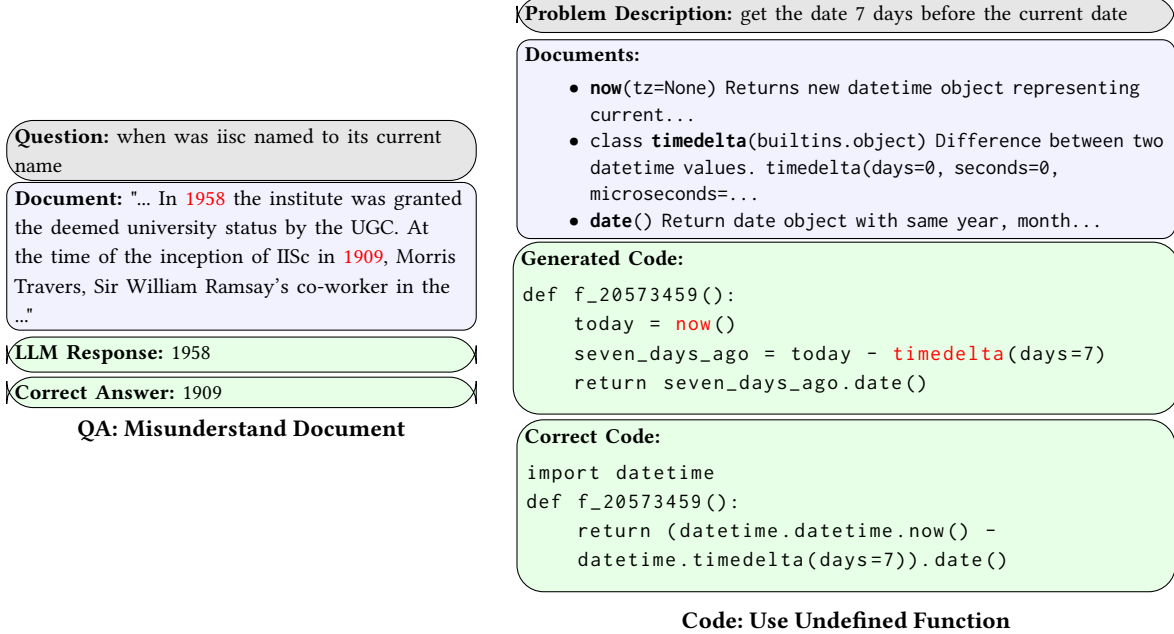 Question: when was iisc named to its current
name
Document: "... In 1958 the institute was granted
the deemed university status by the UGC. At
the time of the inception of IISc in 1909, Morris
Travers, Sir William Ramsay's co-worker in the
..."
LLM Response: 1958
Correct Answer: 1909
QA: Misunderstand Document
Problem Description: get the date 7 days before the current date
Documents:
• now(tz=None) Returns new datetime object representing
current...
• class timedelta(builtins.object) Difference between two
datetime values. timedelta(days=0, seconds=0,
microseconds=...
• date() Return date object with same year, month...
Generated Code:
def f_20573459():
    today = now()
    seven_days_ago = today - timedelta(days=7)
    return seven_days_ago.date()
Correct Code:
import datetime
def f_20573459():
    return (datetime.datetime.now() -
    datetime.timedelta(days=7)).date()
Code: Use Undefined Function